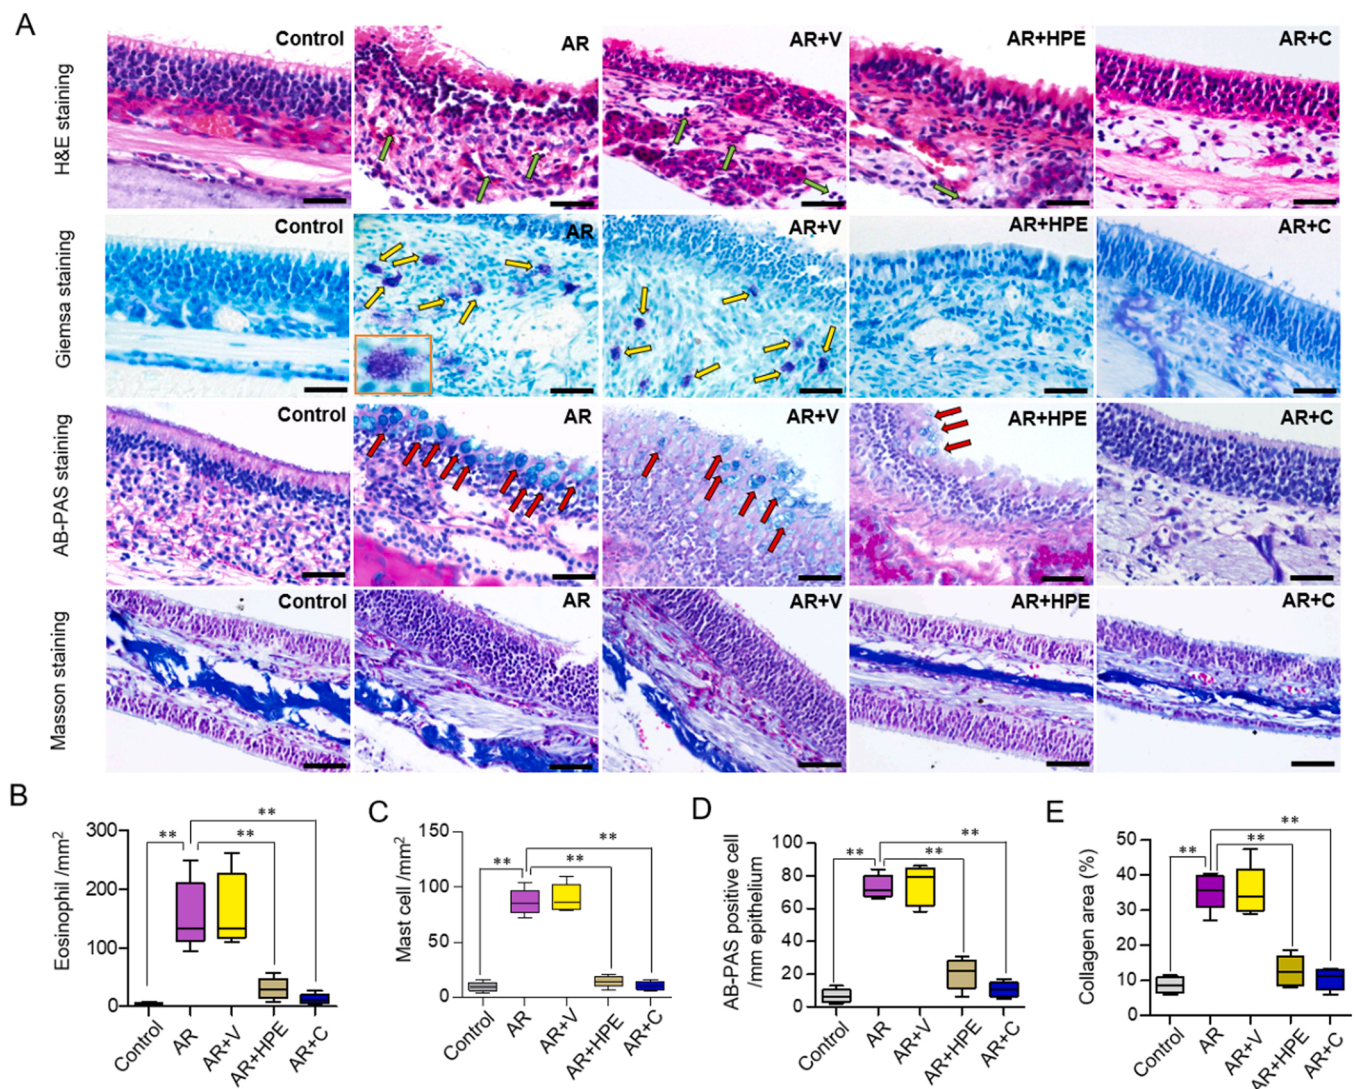 A
H&E staining
Control
AR
AR+V
AR+HPE
AR+C
Giemsa staining
Control
AR
AR+V
AR+HPE
AR+C
AB-PAS staining
Control
AR
AR+V
AR+HPE
AR+C
Masson staining
Control
AR
AR+V
AR+HPE
AR+C
B
Eosinophil /mm²
300
200
100
0
**
**
**
Control
AR
AR+V
AR+HPE
AR+C
C
Mast cell /mm²
150
100
50
0
**
**
**
Control
AR
AR+V
AR+HPE
AR+C
D
AB-PAS positive cell
/mm epithelium
100
80
60
40
20
0
**
**
**
Control
AR
AR+V
AR+HPE
AR+C
E
Collagen area (%)
50
40
30
20
10
0
**
**
**
Control
AR
AR+V
AR+HPE
AR+C